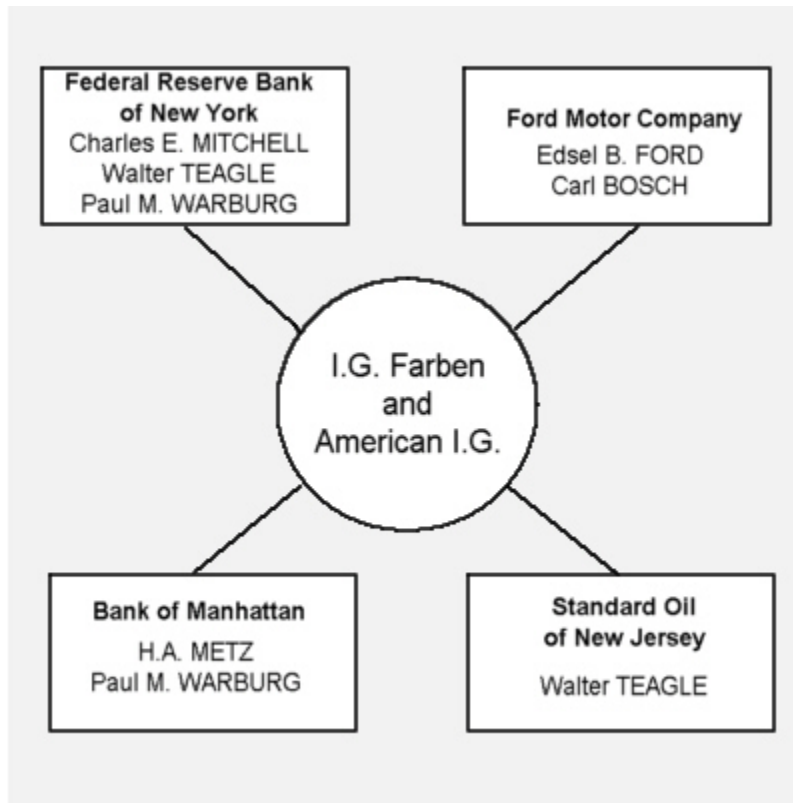 Federal Reserve Bank
of New York
Charles E. MITCHELL
Walter TEAGLE
Paul M. WARBURG
Ford Motor Company
Edsel B. FORD
Carl BOSCH
I.G. Farben
and
American I.G.
Bank of Manhattan
H.A. METZ
Paul M. WARBURG
Standard Oil
of New Jersey
Walter TEAGLE